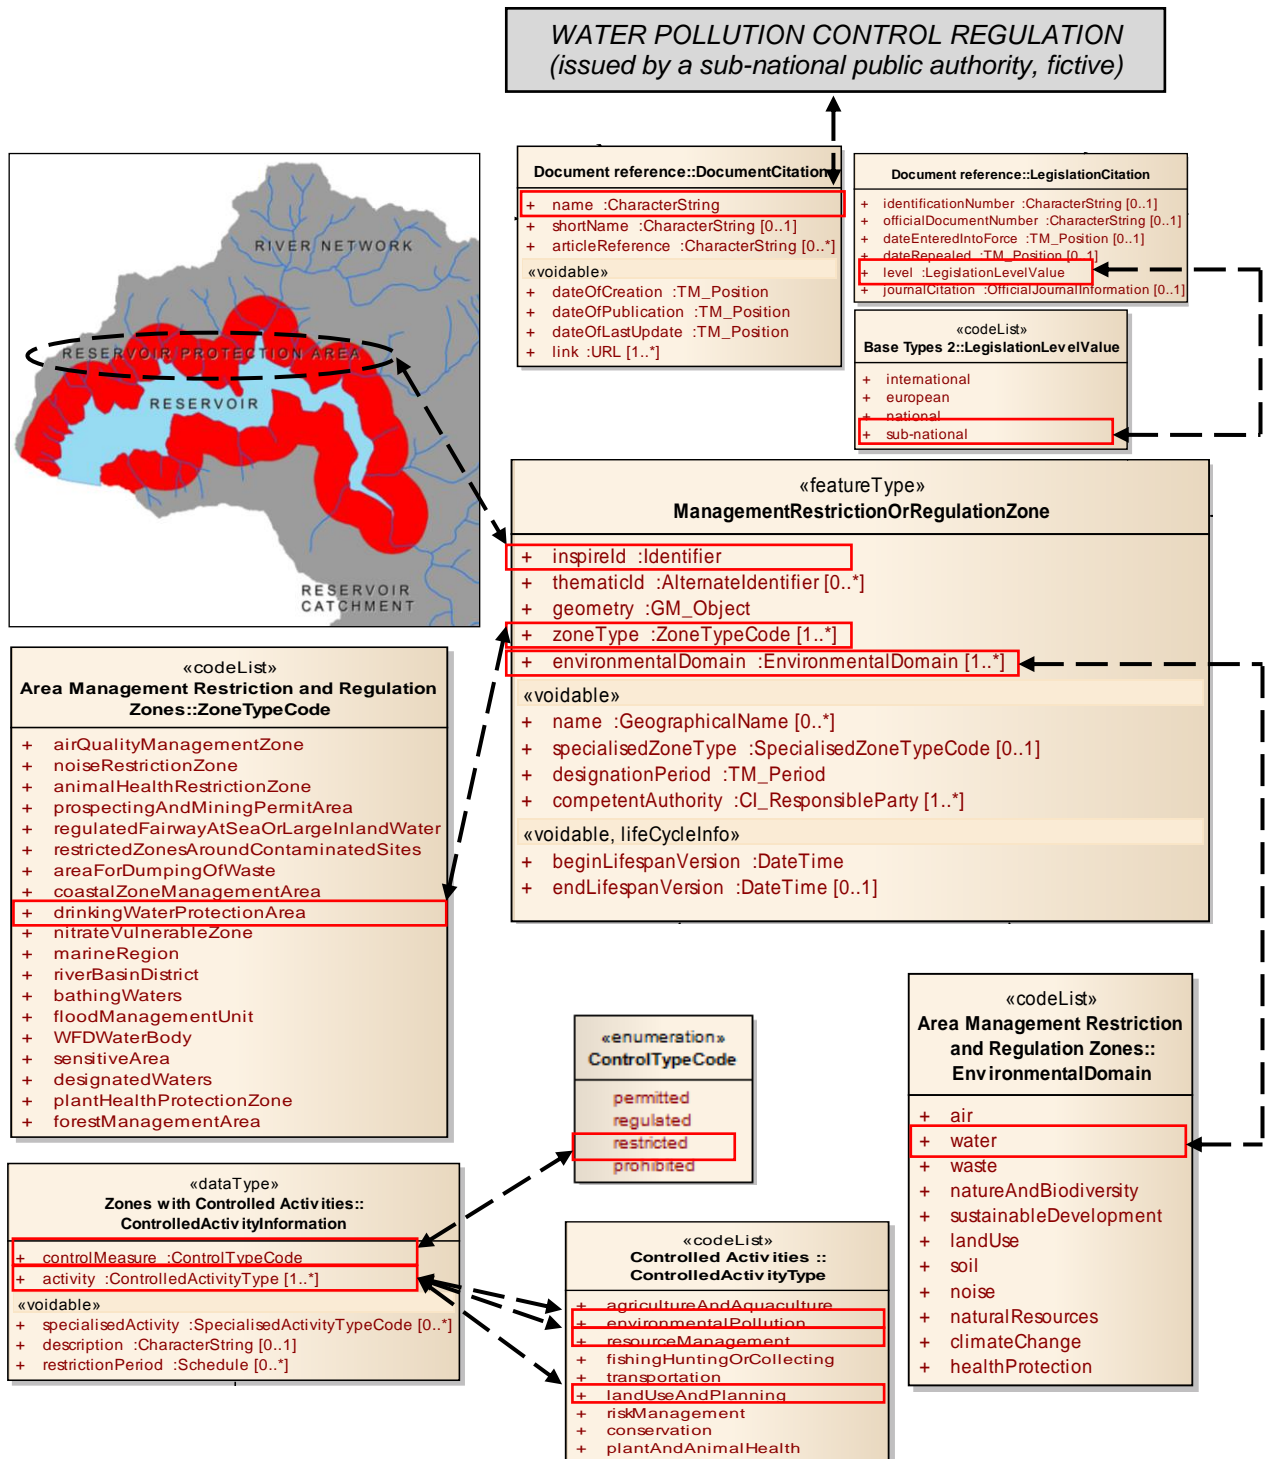 WATER POLLUTION CONTROL REGULATION
(issued by a sub-national public authority, fictive)
RIVER NETWORK
RESERVOIR PROTECTION AREA
RESERVOIR
RESERVOIR
CATCHMENT
Document reference::DocumentCitation
+ name :CharacterString
+ shortName :CharacterString [0..1]
+ articleReference :CharacterString [0..*]
«voidable»
+ dateOfCreation :TM_Position
+ dateOfPublication :TM_Position
+ dateOfLastUpdate :TM_Position
+ link :URL [1..*]
Document reference::LegislationCitation
+ identificationNumber :CharacterString [0..1]
+ officialDocumentNumber :CharacterString [0..1]
+ dateEnteredIntoForce :TM_Position [0..1]
+ dateRepealed :TM_Position [0..1]
+ level :LegislationLevelValue
+ journalCitation :OfficialJournalInformation [0..1]
«codeList»
Base Types 2::LegislationLevelValue
+ international
+ european
+ national
+ sub-national
«featureType»
ManagementRestrictionOrRegulationZone
+ inspireId :Identifier
+ thematicId :AlternateIdentifier [0..*]
+ geometry :GM_Object
+ zoneType :ZoneTypeCode [1..*]
+ environmentalDomain :EnvironmentalDomain [1..*]
«voidable»
+ name :GeographicalName [0..*]
+ specialisedZoneType :SpecialisedZoneTypeCode [0..1]
+ designationPeriod :TM_Period
+ competentAuthority :CI_ResponsibleParty [1..*]
«voidable, lifeCycleInfo»
+ beginLifespanVersion :DateTime
+ endLifespanVersion :DateTime [0..1]
«codeList»
Area Management Restriction and Regulation
Zones::ZoneTypeCode
+ airQualityManagementZone
+ noiseRestrictionZone
+ animalHealthRestrictionZone
+ prospectingAndMiningPermitArea
+ regulatedFairwayAtSeaOrLargeInlandWater
+ restrictedZonesAroundContaminatedSites
+ areaForDumpingOfWaste
+ coastalZoneManagementArea
+ drinkingWaterProtectionArea
+ nitrateVulnerableZone
+ marineRegion
+ riverBasinDistrict
+ bathingWaters
+ floodManagementUnit
+ WFDWaterBody
+ sensitiveArea
+ designatedWaters
+ plantHealthProtectionZone
+ forestManagementArea
«enumeration»
ControlTypeCode
permitted
regulated
restricted
prohibited
«codeList»
Area Management Restriction
and Regulation Zones::
EnvironmentalDomain
+ air
+ water
+ waste
+ natureAndBiodiversity
+ sustainableDevelopment
+ landUse
+ soil
+ noise
+ naturalResources
+ climateChange
+ healthProtection
«dataType»
Zones with Controlled Activities::
ControlledActivityInformation
+ controlMeasure :ControlTypeCode
+ activity :ControlledActivityType [1..*]
«voidable»
+ specialisedActivity :SpecialisedActivityTypeCode [0..*]
+ description :CharacterString [0..1]
+ restrictionPeriod :Schedule [0..*]
«codeList»
Controlled Activities ::
ControlledActivityType
+ agricultureAndAquaculture
+ environmentalPollution
+ resourceManagement
+ fishingHuntingOrCollecting
+ transportation
+ landUseAndPlanning
+ riskManagement
+ conservation
+ plantAndAnimalHealth